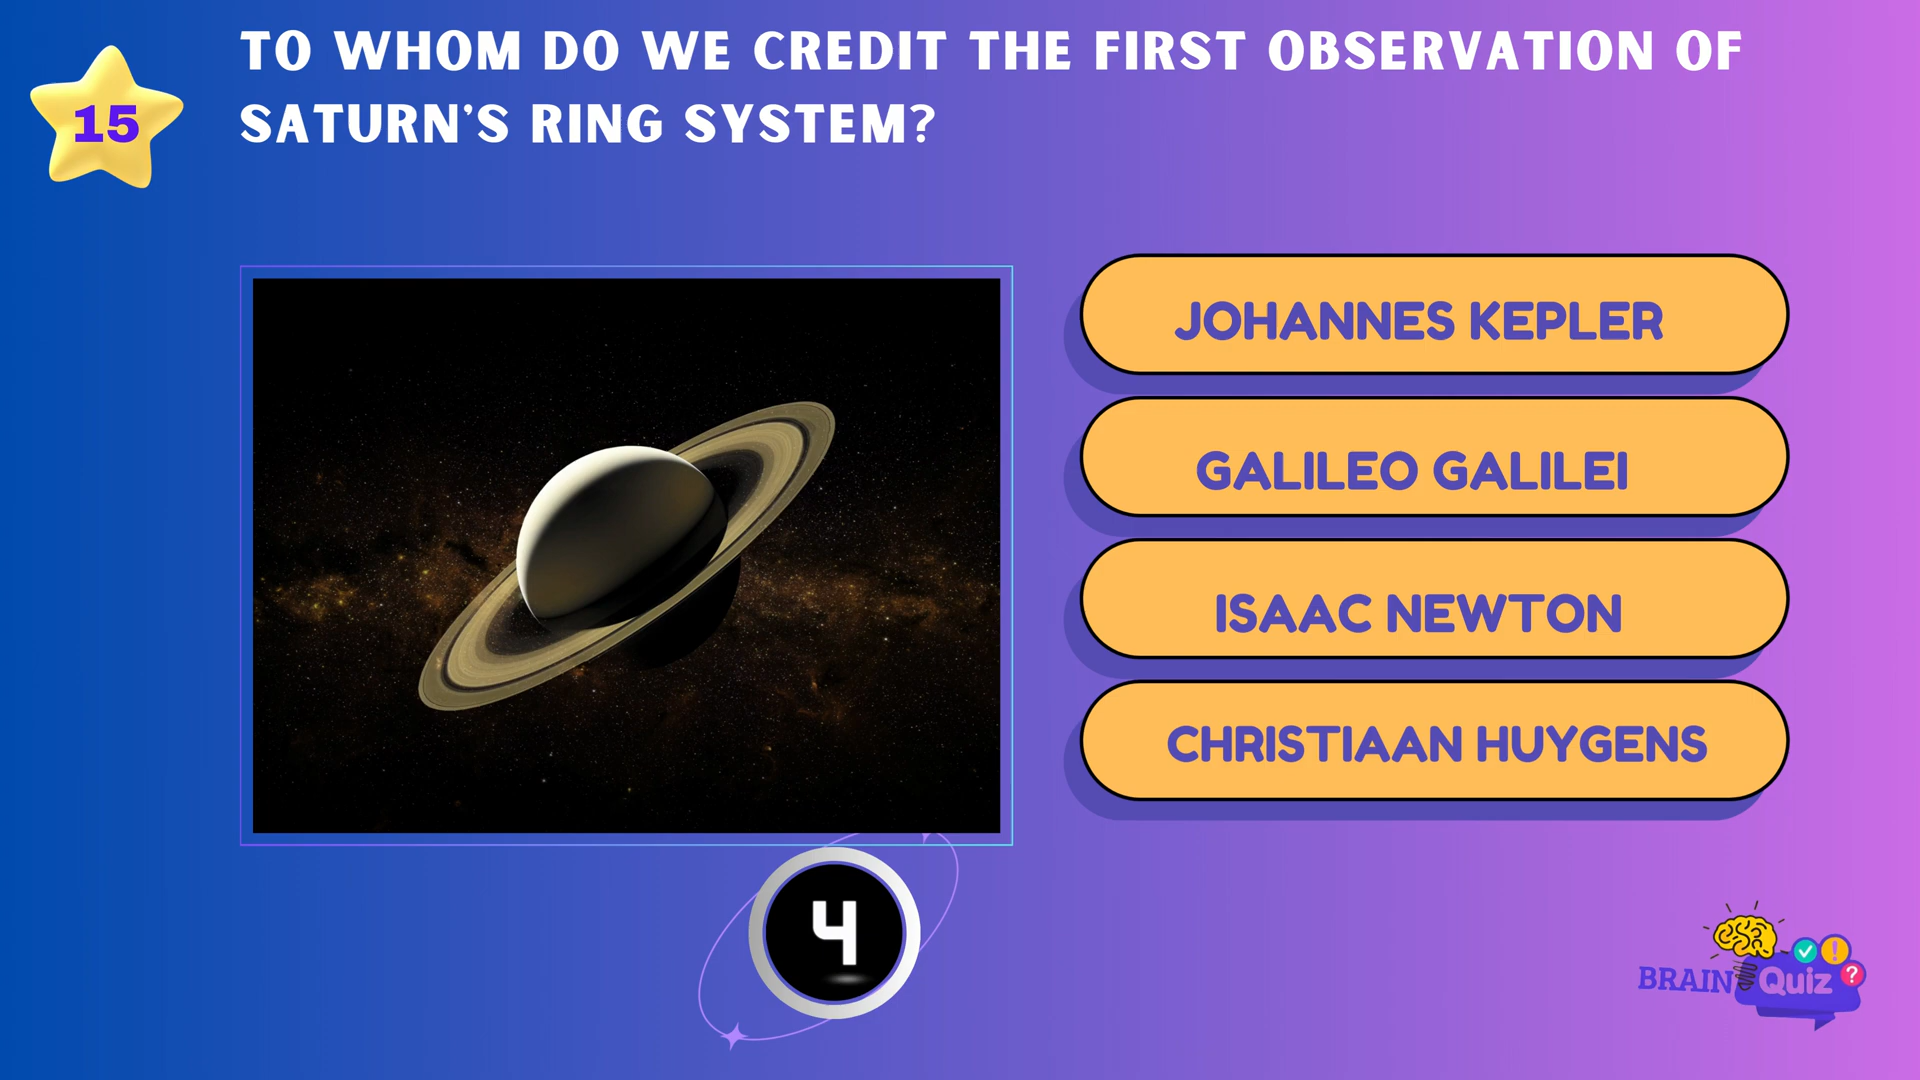 15
TO WHOM DO WE CREDIT THE FIRST OBSERVATION OF
SATURN'S RING SYSTEM?
JOHANNES KEPLER
GALILEO GALILEI
ISAAC NEWTON
CHRISTIAAN HUYGENS
4
BRAIN Quiz